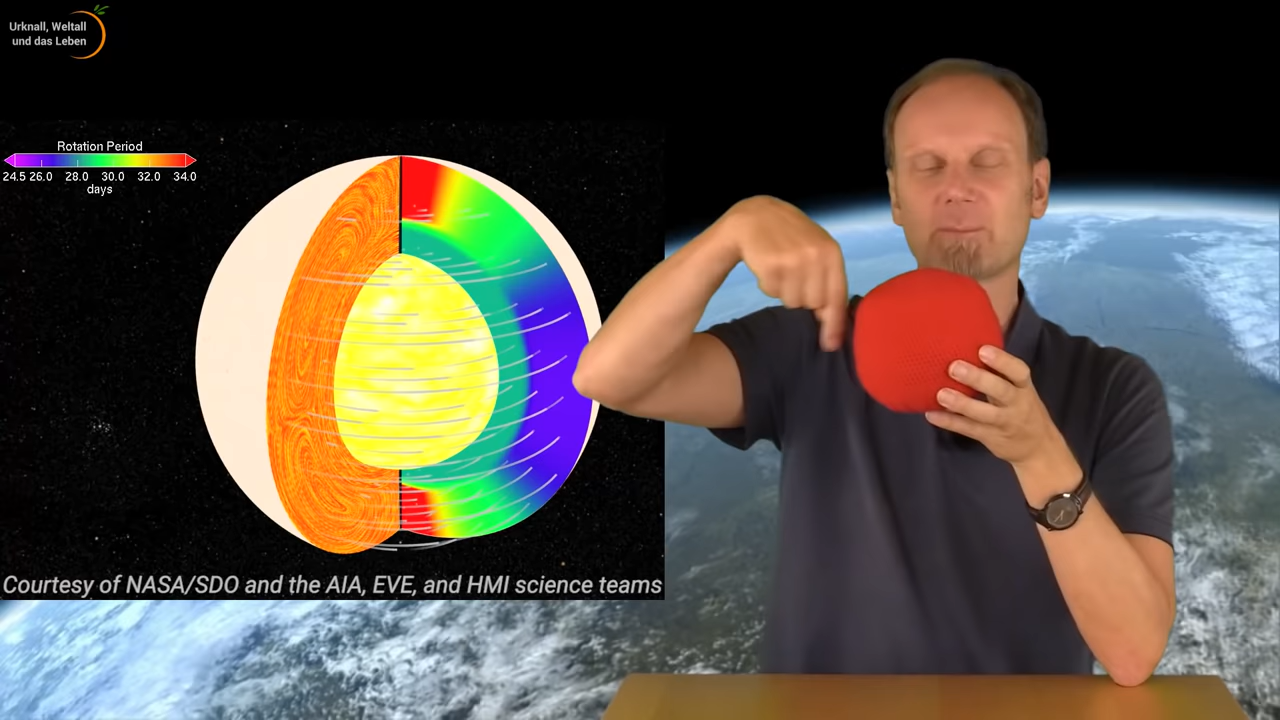 Urknall, Weltall
und das Leben
Rotation Period
24.5 26.0 28.0 30.0 32.0 34.0
days
Courtesy of NASA/SDO and the AIA, EVE, and HMI science teams